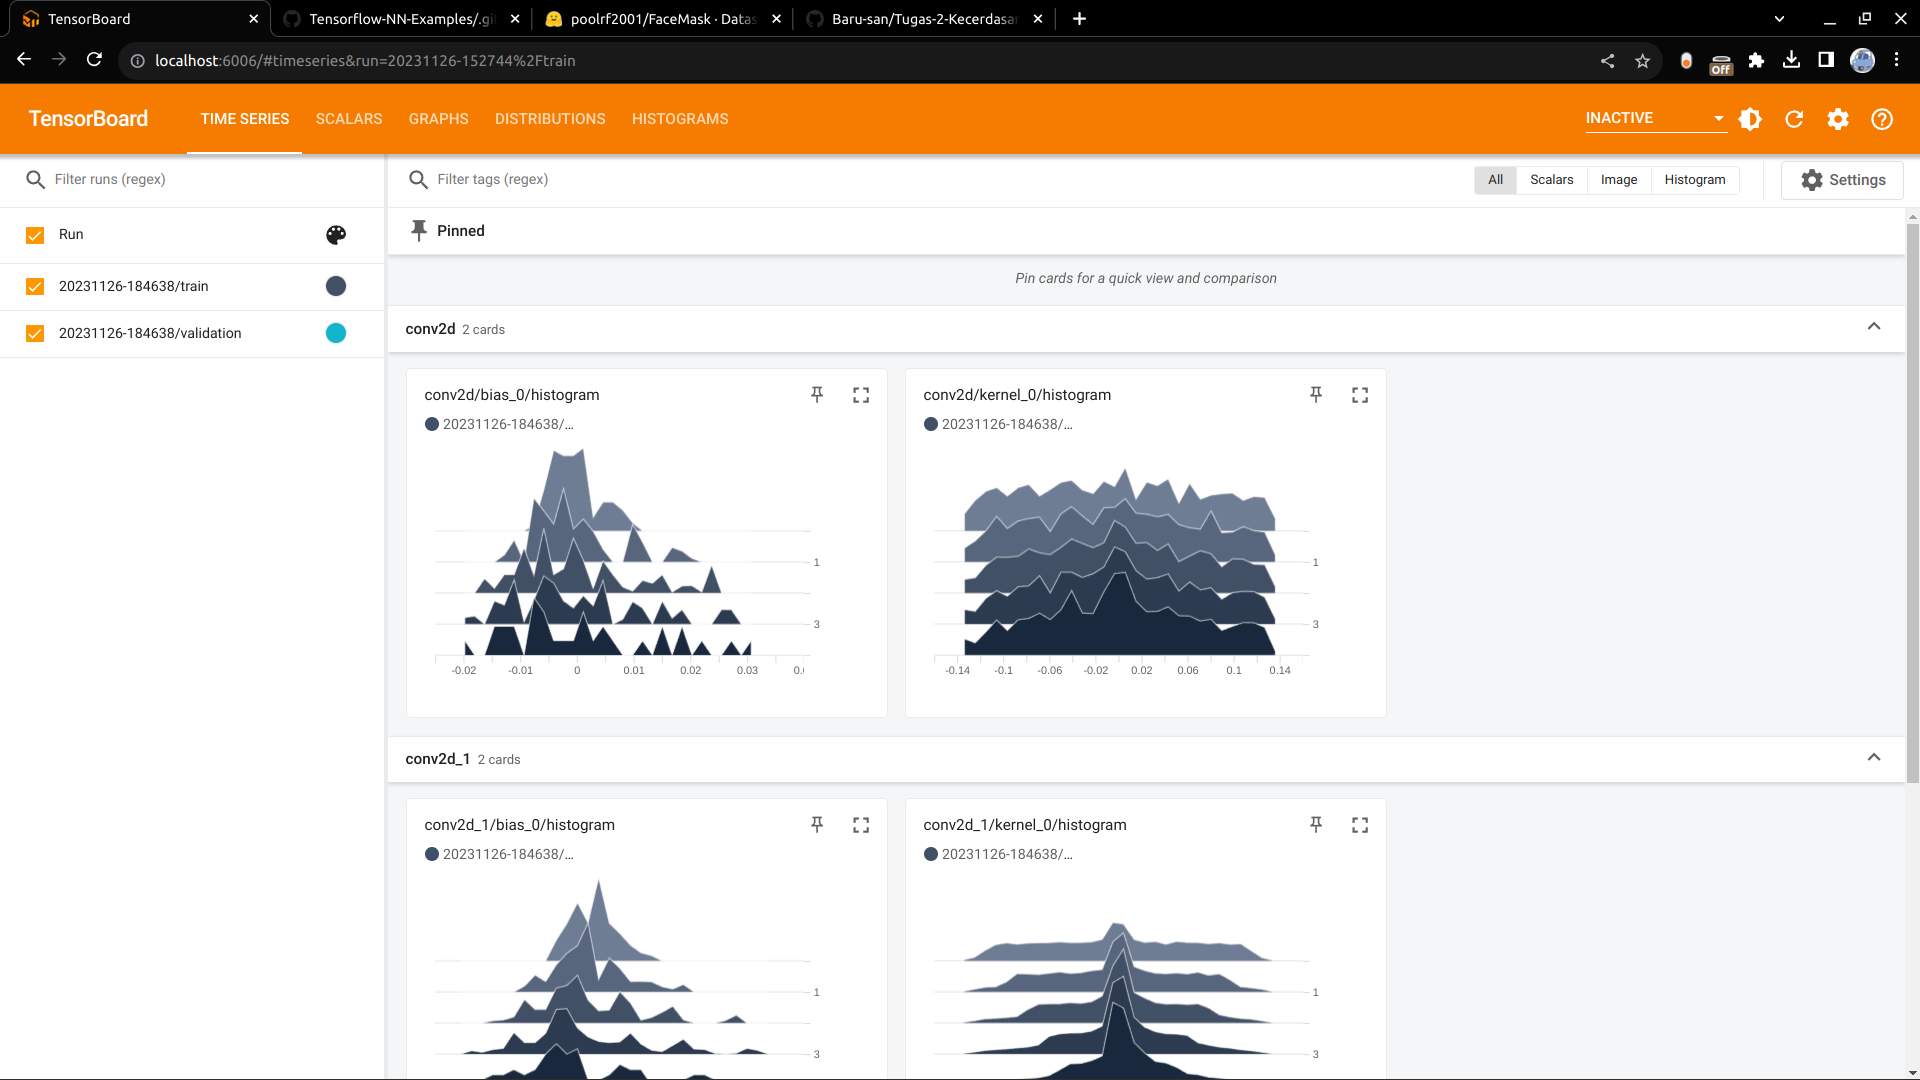 TensorBoard
Tensorflow-NN-Examples/.gi
poolrf2001/FaceMask · Datas
Baru-san/Tugas-2-Kecerdasan
localhost:6006/#timeseries&run=20231126-152744%2Ftrain
Off
TensorBoard
TIME SERIES
SCALARS
GRAPHS
DISTRIBUTIONS
HISTOGRAMS
INACTIVE
Filter runs (regex)
Filter tags (regex)
All
Scalars
Image
Histogram
Settings
Run
20231126-184638/train
20231126-184638/validation
Pinned
Pin cards for a quick view and comparison
conv2d 2 cards
conv2d/bias_0/histogram
20231126-184638/...
1
3
-0.02 -0.01 0 0.01 0.02 0.03
conv2d/kernel_0/histogram
20231126-184638/...
1
3
-0.14 -0.1 -0.06 -0.02 0.02 0.06 0.1 0.14
conv2d_1 2 cards
conv2d_1/bias_0/histogram
20231126-184638/...
1
3
conv2d_1/kernel_0/histogram
20231126-184638/...
1
3